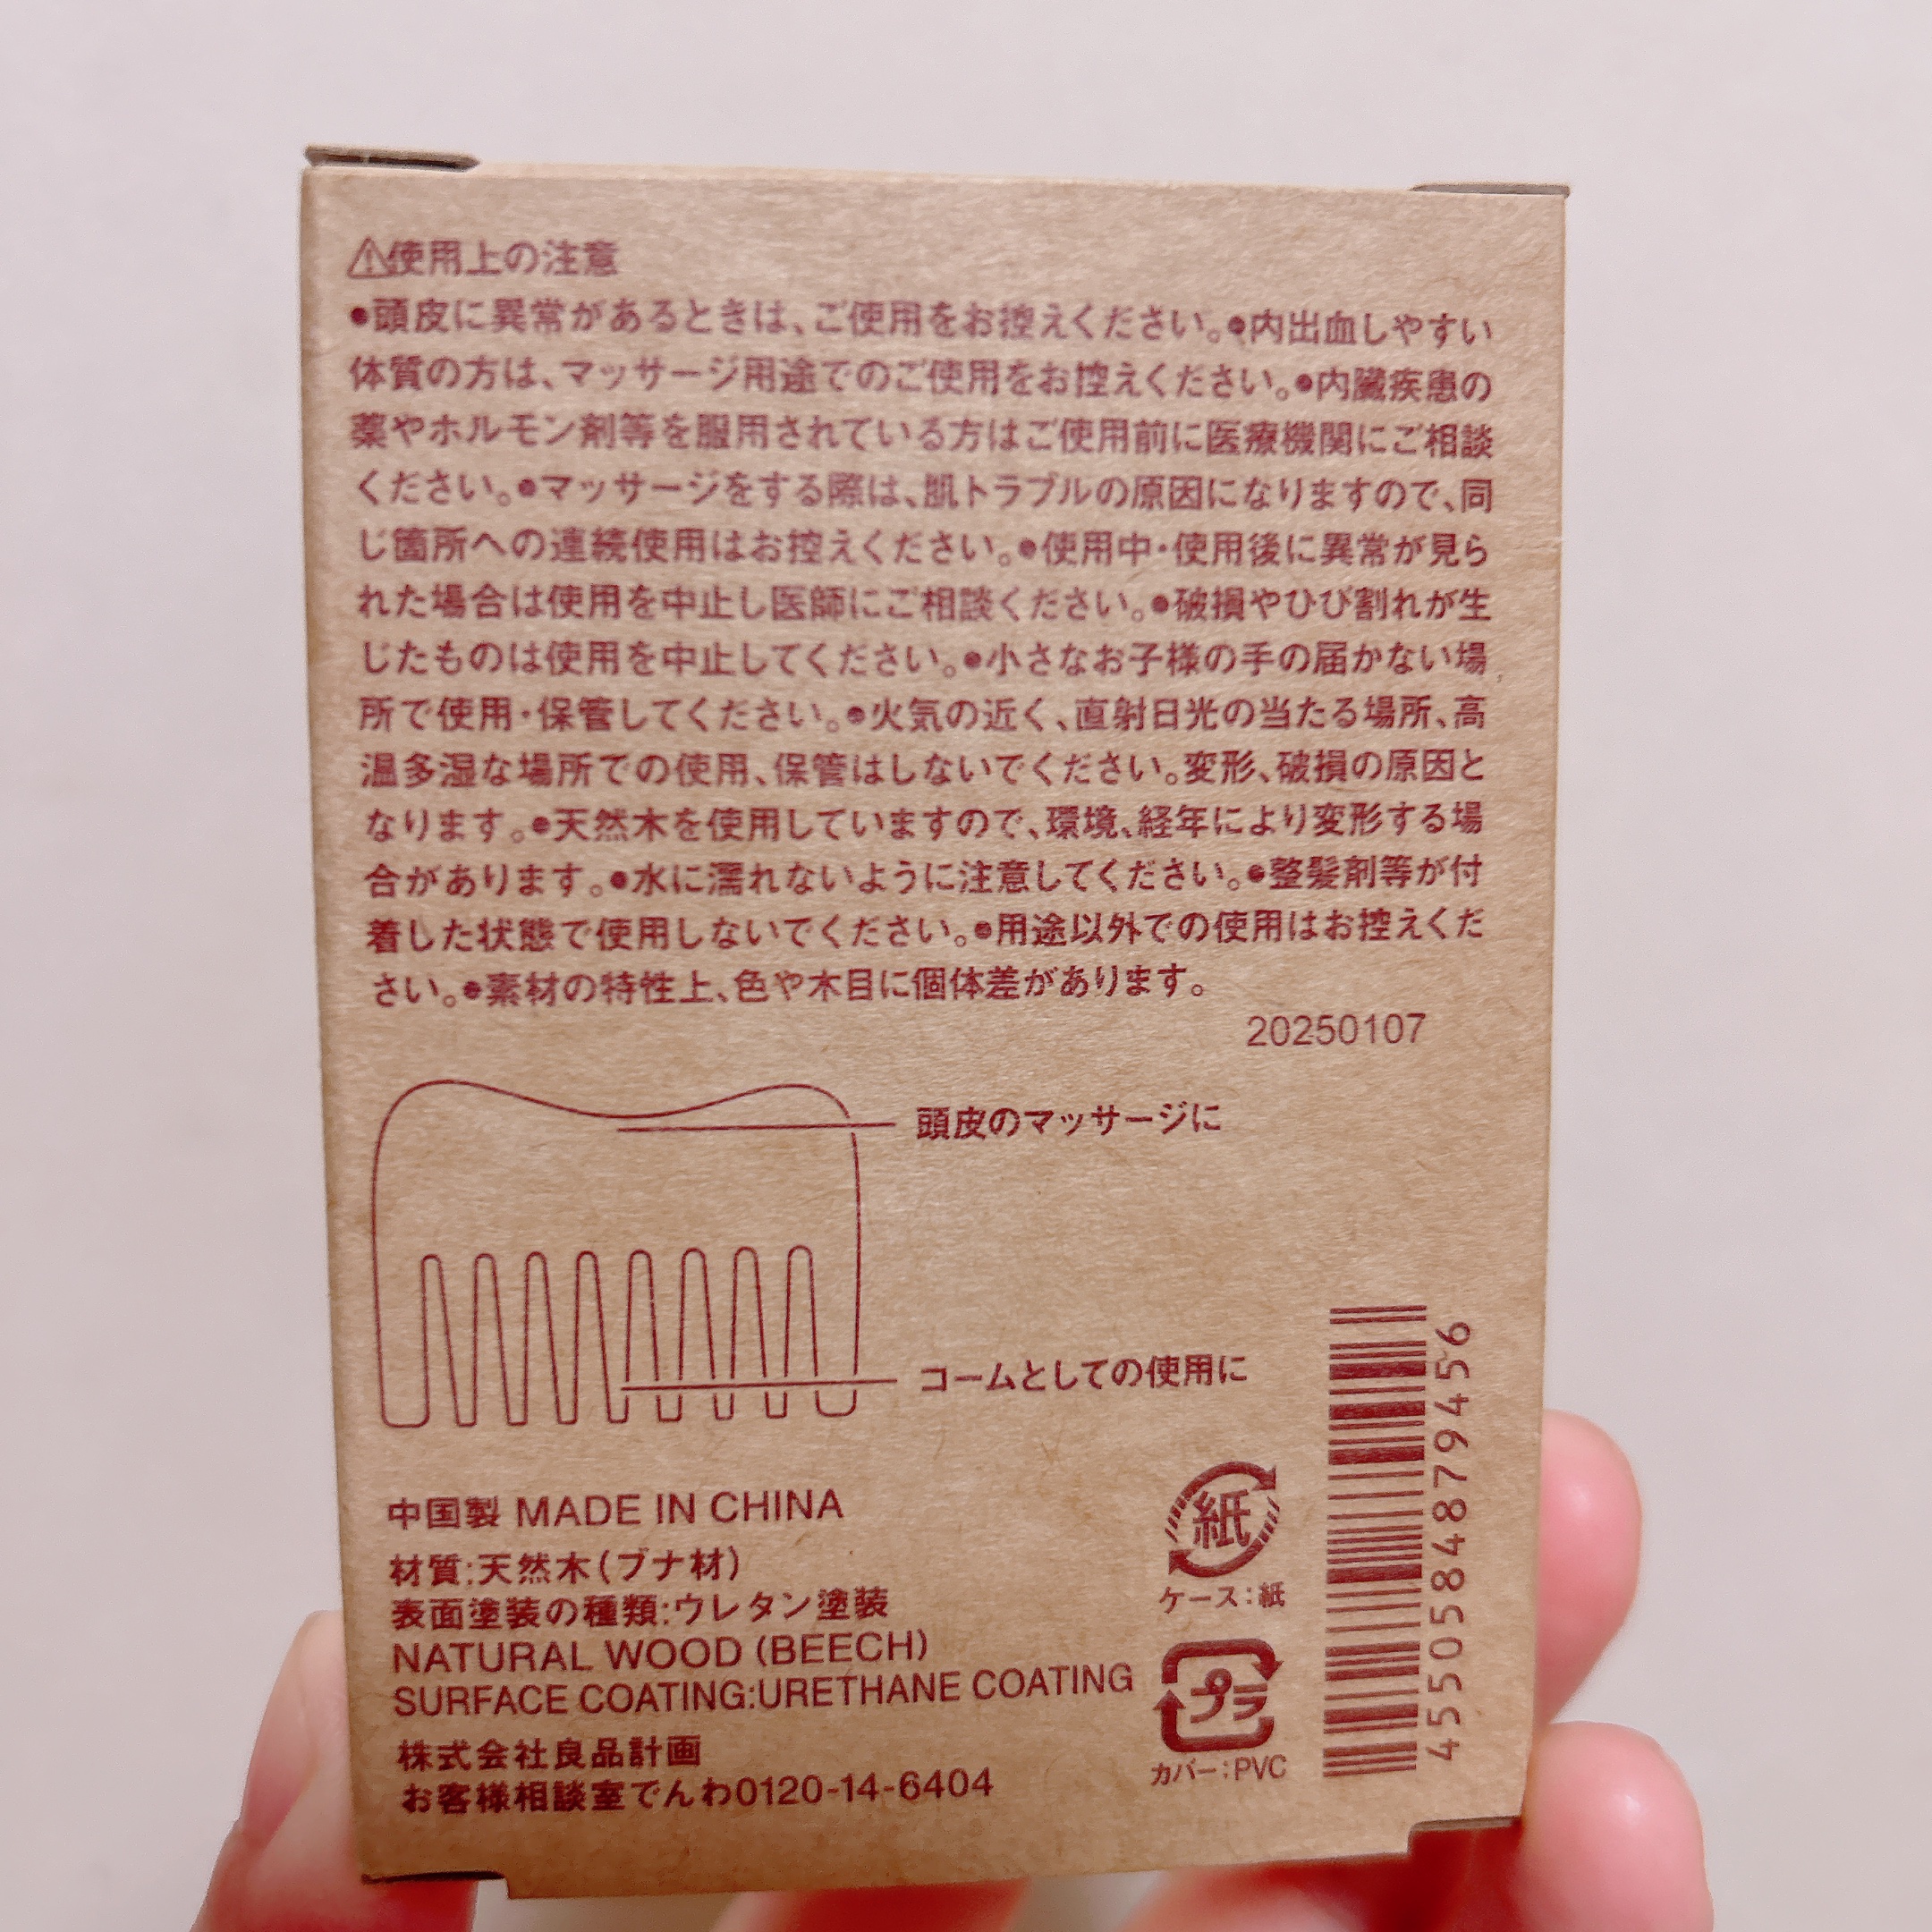 ⚠使用上の注意
●頭皮に異常があるときは、ご使用をお控えください。●内出血しやすい
体質の方は、マッサージ用途でのご使用をお控えください。●内臓疾患の
薬やホルモン剤等を服用されている方はご使用前に医療機関にご相談
ください。●マッサージをする際は、肌トラブルの原因になりますので、同
じ箇所への連続使用はお控えください。●使用中・使用後に異常が見ら
れた場合は使用を中止し医師にご相談ください。●破損やひび割れが生
じたものは使用を中止してください。●小さなお子様の手の届かない場
所で使用・保管してください。●火気の近く、直射日光の当たる場所、高
温多湿な場所での使用、保管はしないでください。変形、破損の原因と
なります。●天然木を使用していますので、環境、経年により変形する場
合があります。●水に濡れないように注意してください。●整髪剤等が付
着した状態で使用しないでください。●用途以外での使用はお控えくだ
さい。●素材の特性上、色や木目に個体差があります。
20250107
頭皮のマッサージに
コームとしての使用に
中国製 MADE IN CHINA
材質:天然木(ブナ材)
表面塗装の種類:ウレタン塗装
NATURAL WOOD (BEECH)
SURFACE COATING:URETHANE COATING
株式会社良品計画
お客様相談室でんわ0120-14-6404
紙
ケース:紙
プラ
カバー:PVC
4550584879456